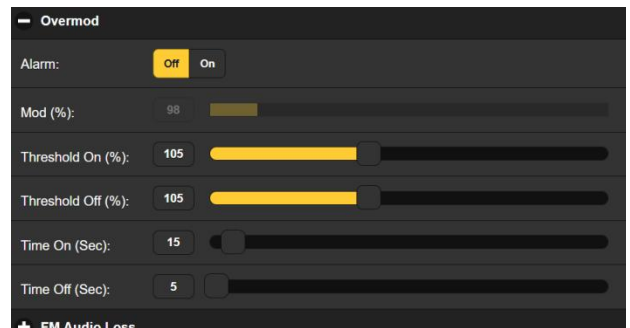 Overmod
Alarm: Off On
Mod (%): 98
Threshold On (%): 105
Threshold Off (%): 105
Time On (Sec): 15
Time Off (Sec): 5
FM Audio Loss